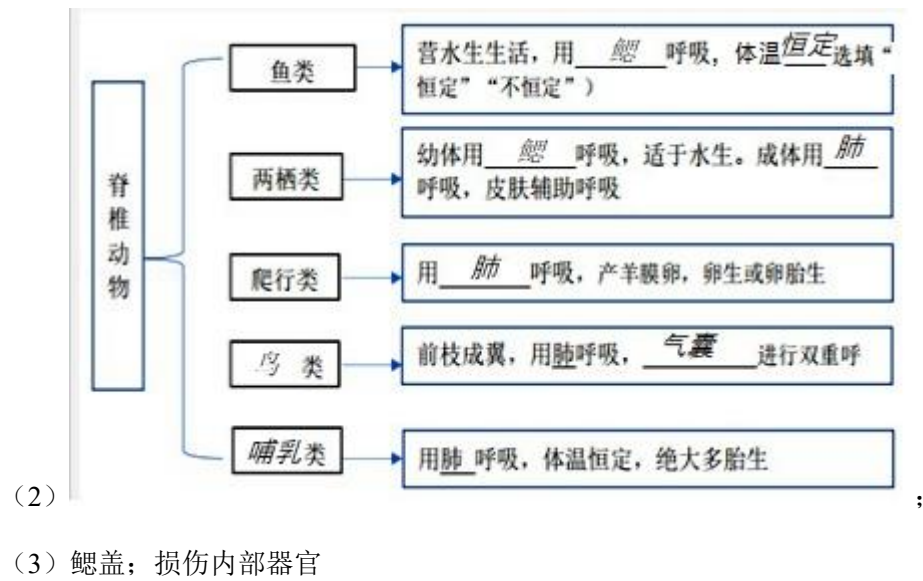 鱼类
营水生生活，用 鳃 呼吸，体温恒定选填“
恒定”“不恒定”）
两栖类
幼体用 鳃 呼吸，适于水生。成体用 肺
呼吸，皮肤辅助呼吸
脊椎动物
爬行类
用 肺 呼吸，产羊膜卵，卵生或卵胎生
鸟 类
前枝成翼，用肺呼吸， 气囊 进行双重呼
哺乳类
用肺 呼吸，体温恒定，绝大多胎生
（2） ；
（3）鳃盖；损伤内部器官